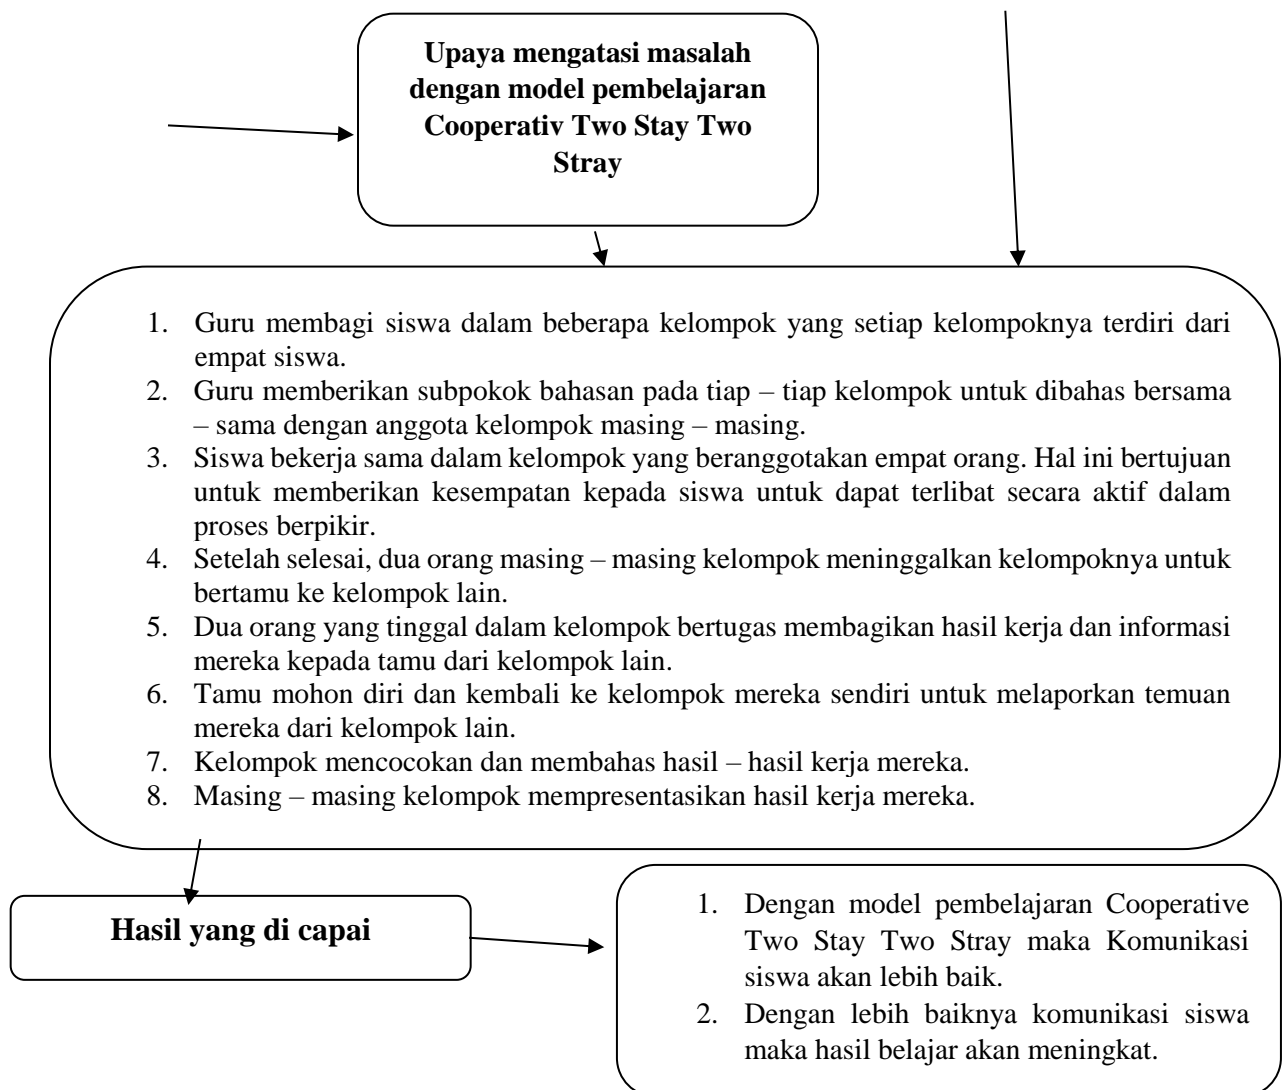 Upaya mengatasi masalah
dengan model pembelajaran
Cooperativ Two Stay Two
Stray
1. Guru membagi siswa dalam beberapa kelompok yang setiap kelompoknya terdiri dari
empat siswa.
2. Guru memberikan subpokok bahasan pada tiap – tiap kelompok untuk dibahas bersama
– sama dengan anggota kelompok masing – masing.
3. Siswa bekerja sama dalam kelompok yang beranggotakan empat orang. Hal ini bertujuan
untuk memberikan kesempatan kepada siswa untuk dapat terlibat secara aktif dalam
proses berpikir.
4. Setelah selesai, dua orang masing – masing kelompok meninggalkan kelompoknya untuk
bertamu ke kelompok lain.
5. Dua orang yang tinggal dalam kelompok bertugas membagikan hasil kerja dan informasi
mereka kepada tamu dari kelompok lain.
6. Tamu mohon diri dan kembali ke kelompok mereka sendiri untuk melaporkan temuan
mereka dari kelompok lain.
7. Kelompok mencocokan dan membahas hasil – hasil kerja mereka.
8. Masing – masing kelompok mempresentasikan hasil kerja mereka.
Hasil yang di capai
1. Dengan model pembelajaran Cooperative
Two Stay Two Stray maka Komunikasi
siswa akan lebih baik.
2. Dengan lebih baiknya komunikasi siswa
maka hasil belajar akan meningkat.